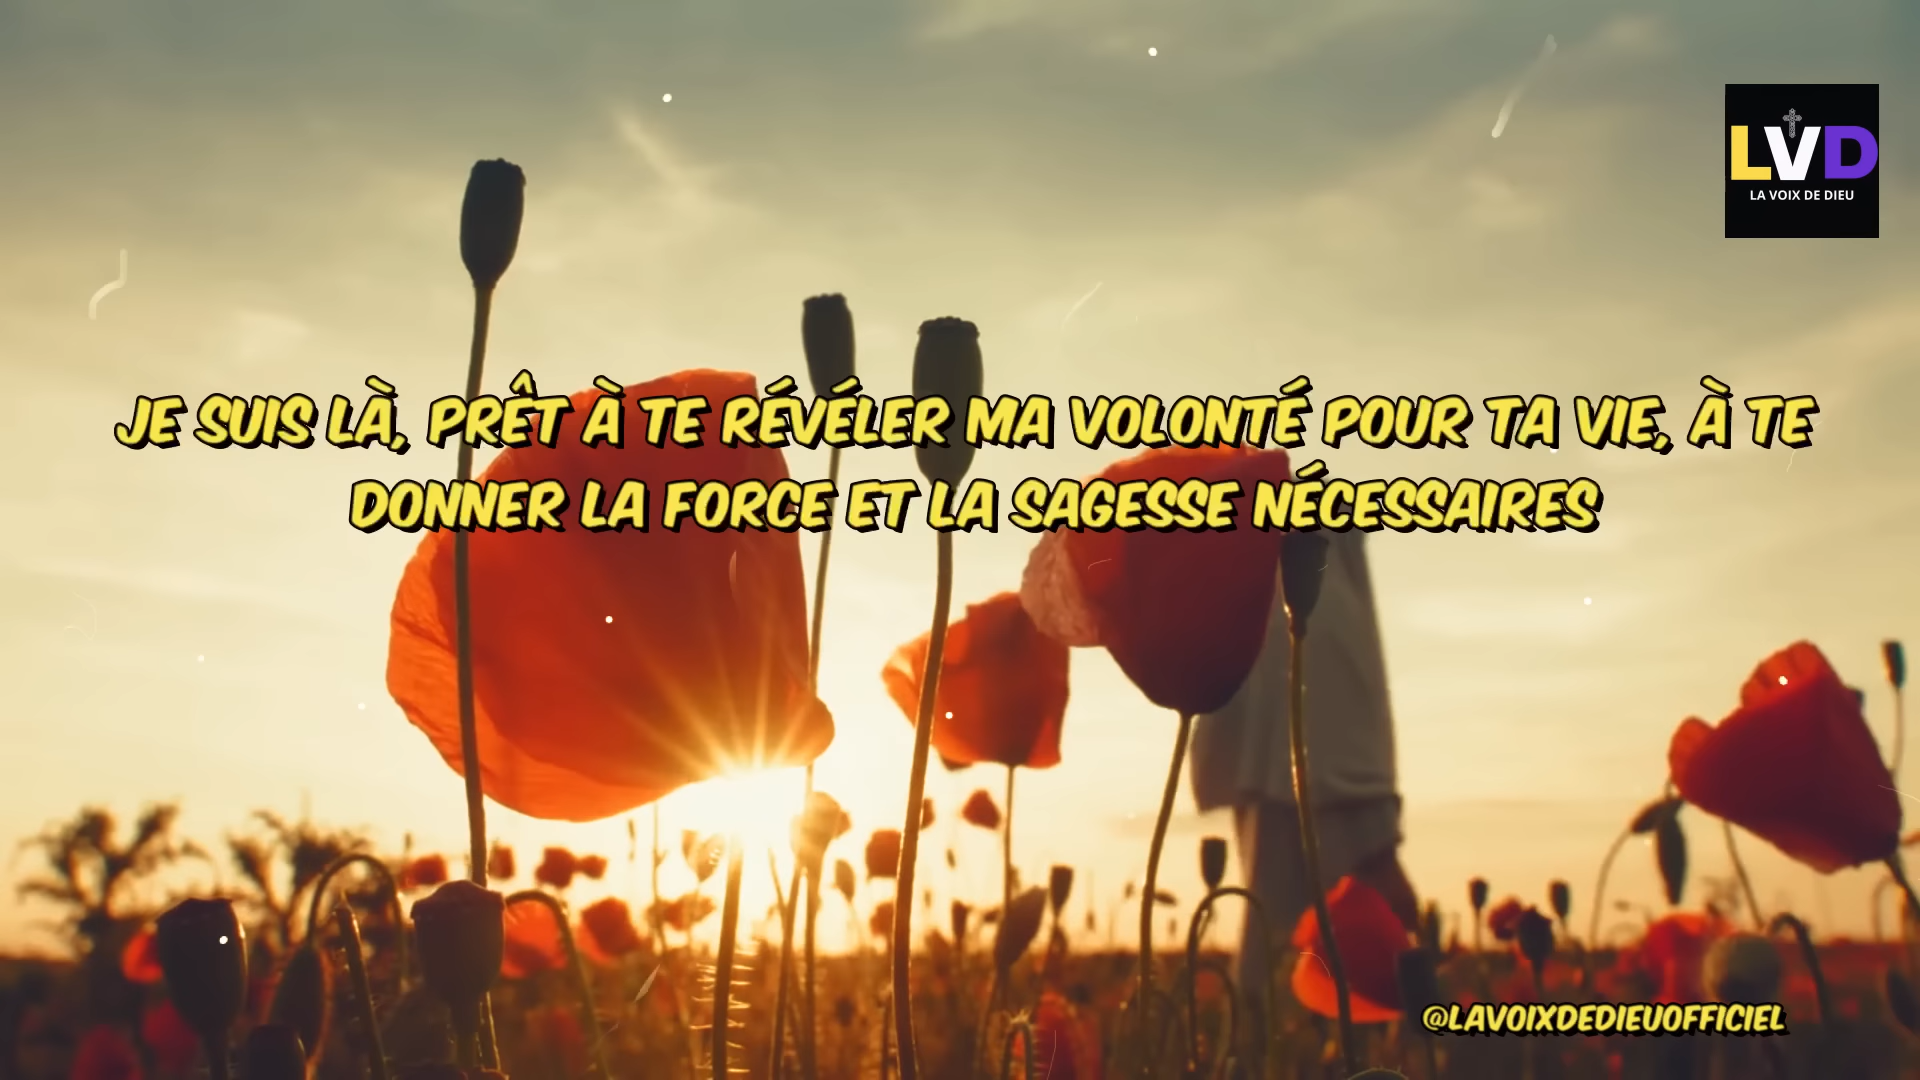 LVD
LA VOIX DE DIEU
JE SUIS LÀ, PRÊT À TE RÉVÉLER MA VOLONTÉ POUR TA VIE, À TE
DONNER LA FORCE ET LA SAGESSE NÉCESSAIRES
@LAVOIXDEDIEUOFFICIEL